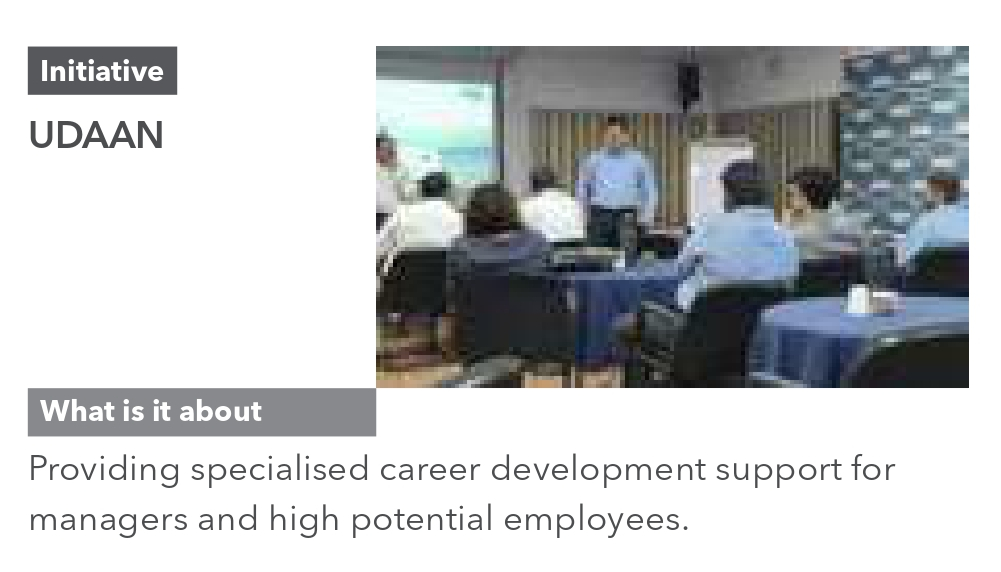 Initiative
UDAAN
What is it about
Providing specialised career development support for
managers and high potential employees.